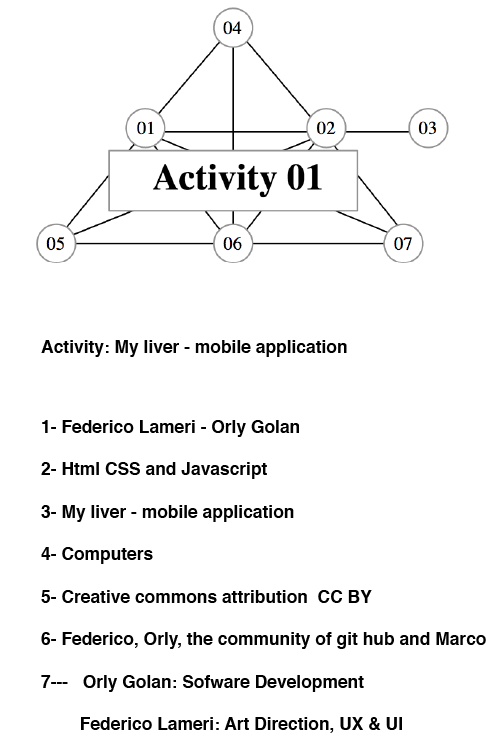 04
01
02
03
Activity 01
05
06
07
Activity: My liver - mobile application
1- Federico Lameri - Orly Golan
2- Html CSS and Javascript
3- My liver - mobile application
4- Computers
5- Creative commons attribution  CC BY
6- Federico, Orly, the community of git hub and Marco
7---   Orly Golan: Sofware Development
Federico Lameri: Art Direction, UX & UI